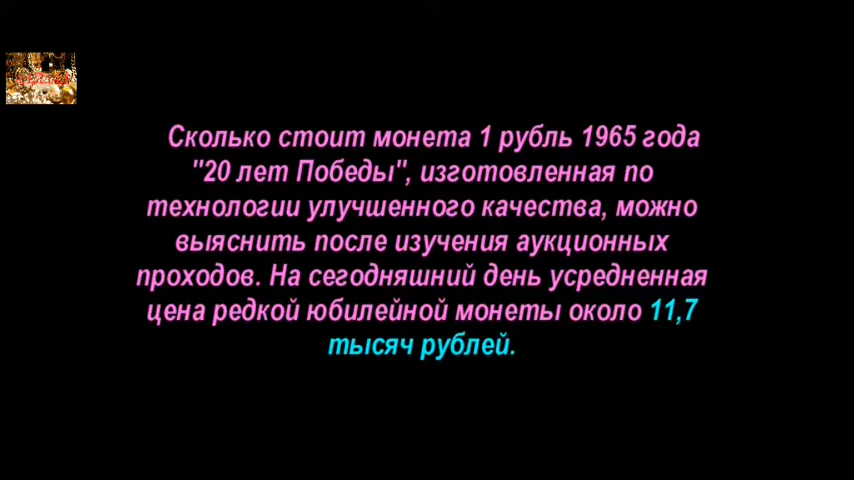 Сколько стоит монета 1 рубль 1965 года
"20 лет Победы", изготовленная по
технологии улучшенного качества, можно
выяснить после изучения аукционных
проходов. На сегодняшний день усредненная
цена редкой юбилейной монеты около 11,7
тысяч рублей.